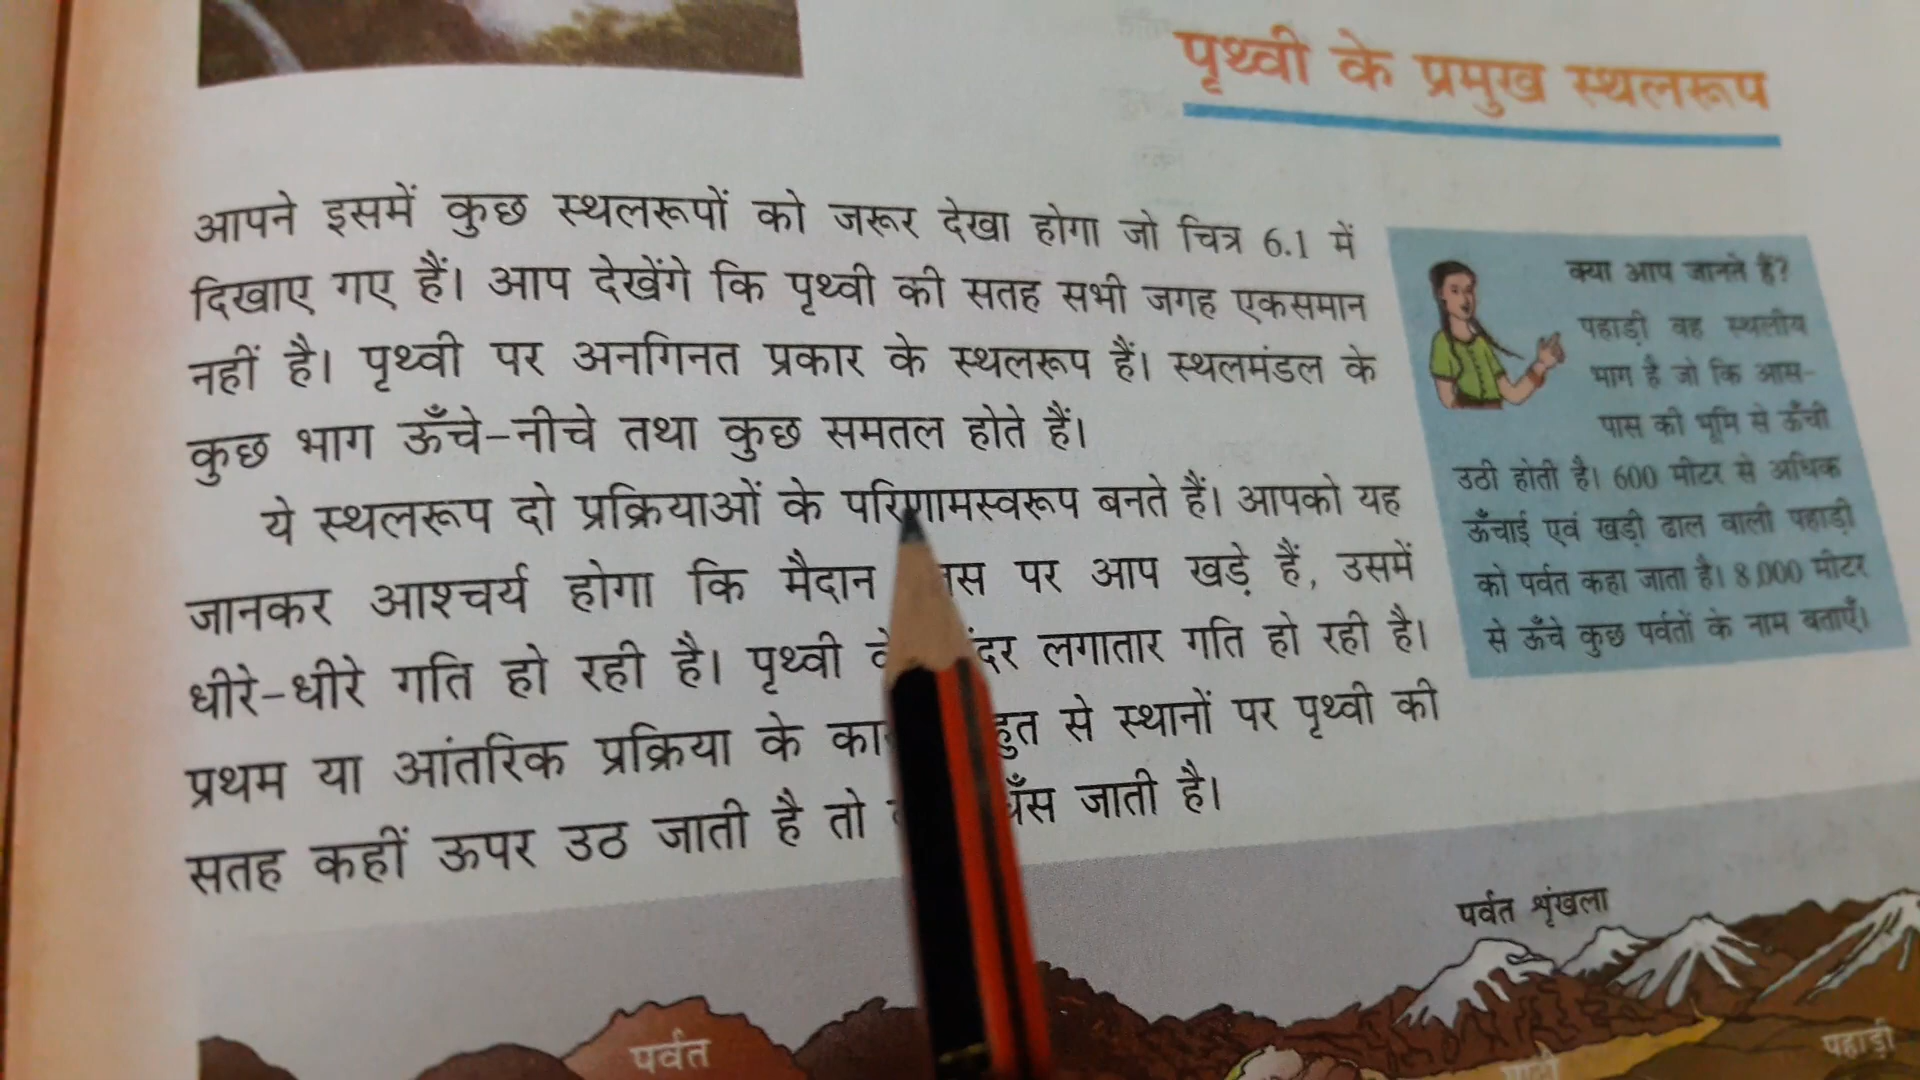 पृथ्वी के प्रमुख स्थलरूप
आपने इसमें कुछ स्थलरूपों को जरूर देखा होगा जो चित्र 6.1 में
दिखाए गए हैं। आप देखेंगे कि पृथ्वी की सतह सभी जगह एकसमान
नहीं है। पृथ्वी पर अनगिनत प्रकार के स्थलरूप हैं। स्थलमंडल के
कुछ भाग ऊँचे-नीचे तथा कुछ समतल होते हैं।
ये स्थलरूप दो प्रक्रियाओं के परिणामस्वरूप बनते हैं। आपको यह
जानकर आश्चर्य होगा कि मैदान पर आप खड़े हैं, उसमें
धीरे-धीरे गति हो रही है। पृथ्वी लगातार गति हो रही है।
प्रथम या आंतरिक प्रक्रिया के से स्थानों पर पृथ्वी की
सतह कहीं ऊपर उठ जाती है तो जाती है।
क्या आप जानते हैं?
पहाड़ी वह स्थलीय
भाग है जो कि आस-
पास की भूमि से ऊँची
उठी होती है। 600 मीटर से अधिक
ऊँचाई एवं खड़ी ढाल वाली पहाड़ी
को पर्वत कहा जाता है। 8,000 मीटर
से ऊँचे कुछ पर्वतों के नाम बताएँ।
पर्वत शृंखला
पर्वत
पहाड़ी